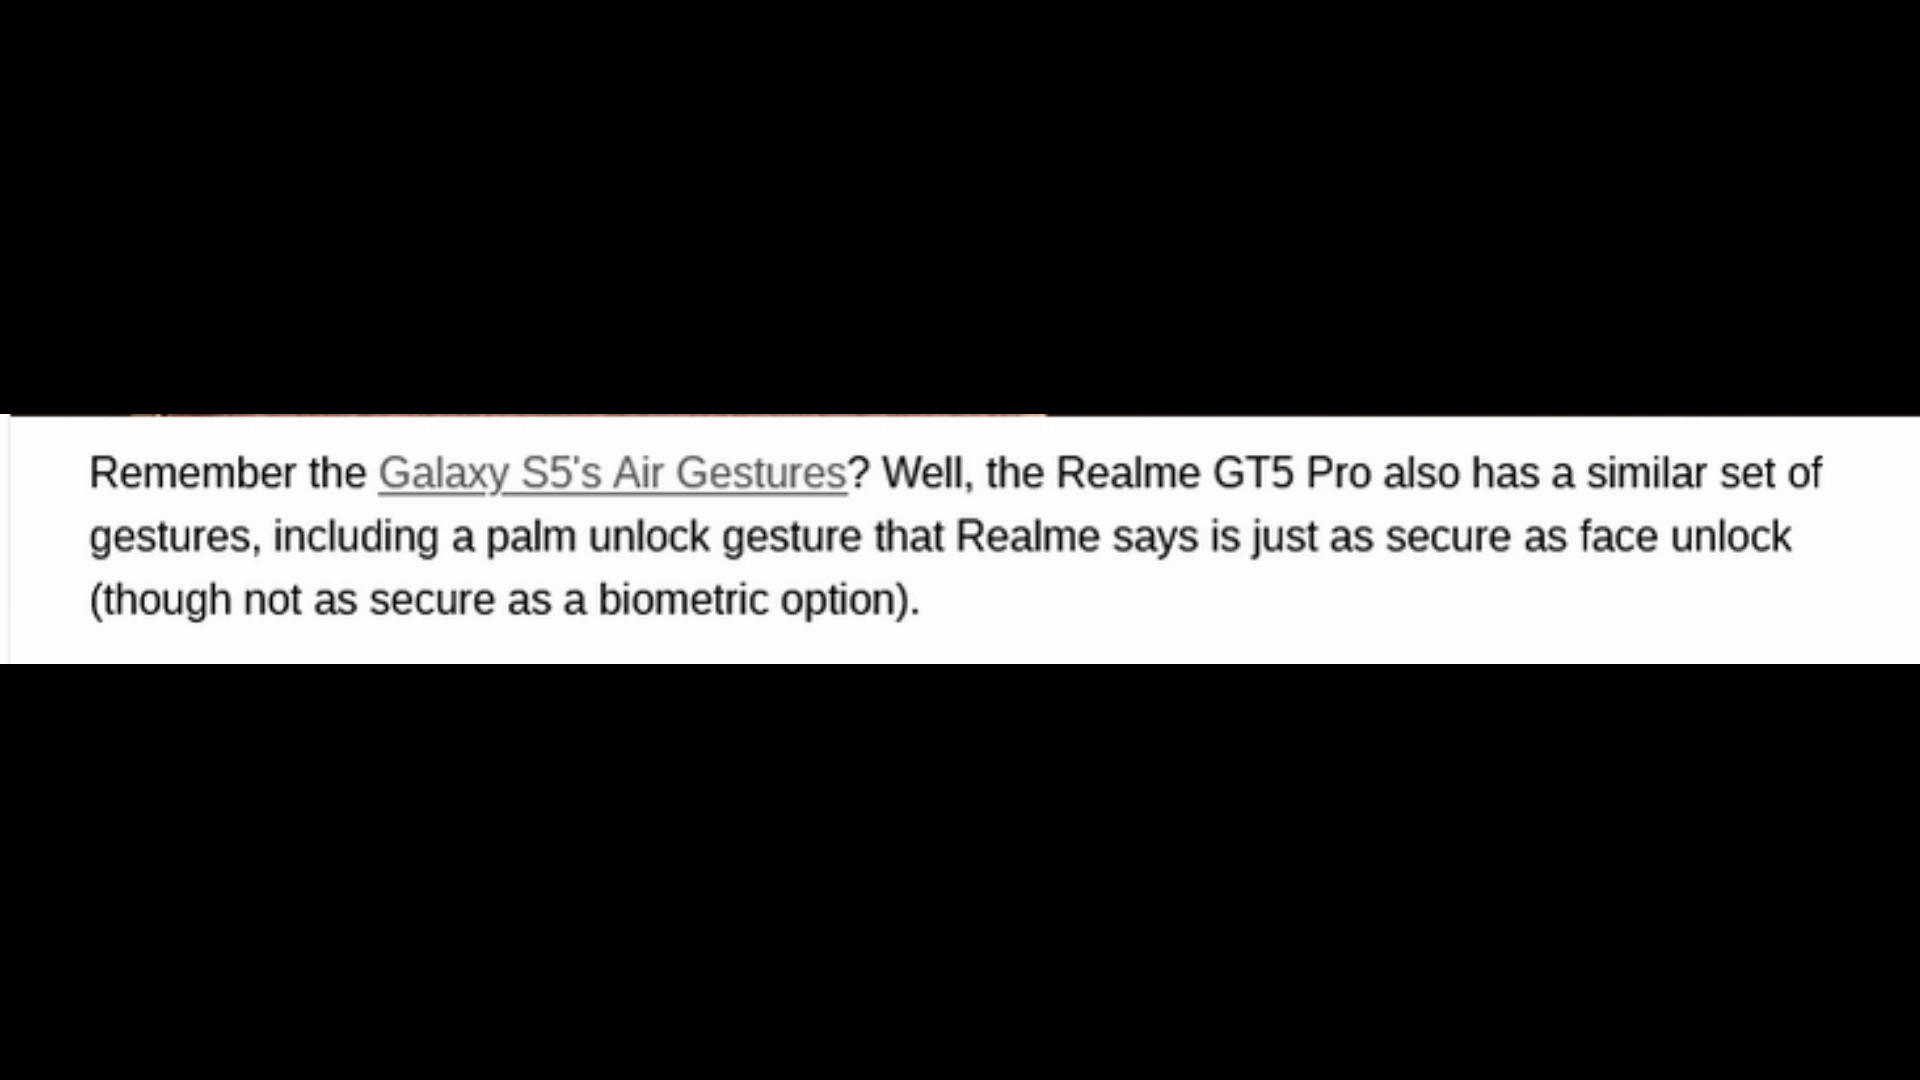 Remember the Galaxy S5's Air Gestures? Well, the Realme GT5 Pro also has a similar set of
gestures, including a palm unlock gesture that Realme says is just as secure as face unlock
(though not as secure as a biometric option).